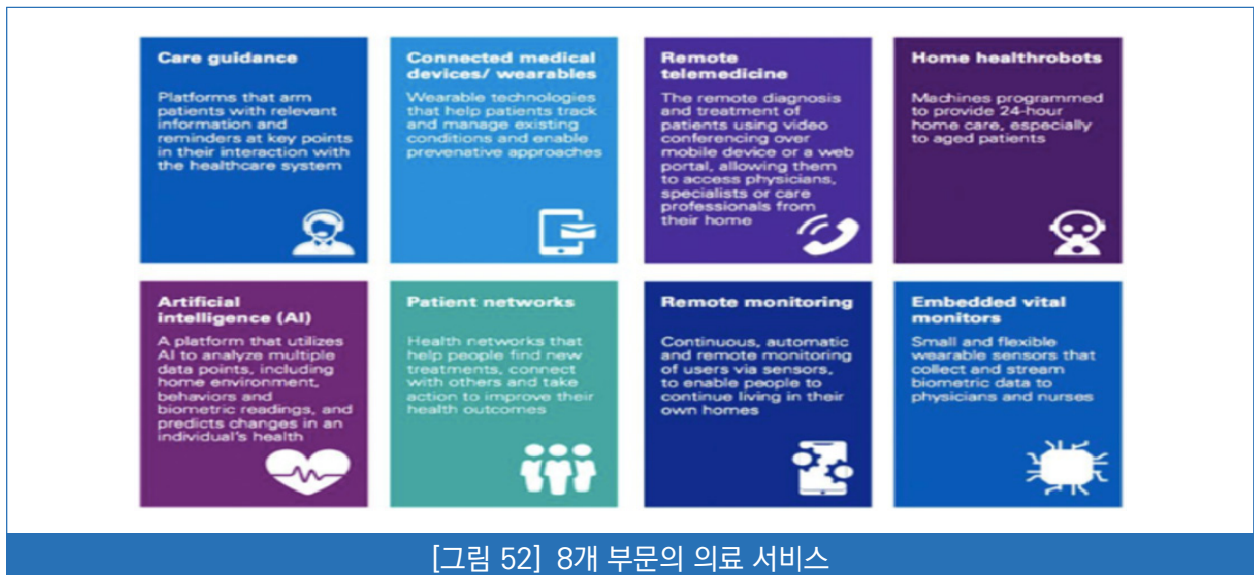 Care guidance
Platforms that arm
patients with relevant
information and
reminders at key points
in their interaction with
the healthcare system
Connected medical
devices/ wearables
Wearable technologies
that help patients track
and manage existing
conditions and enable
prevenative approaches
Remote
telemedicine
The remote diagnosis
and treatment of
patients using video
conferencing over
mobile device or a web
portal, allowing them
to access physicians,
specialists or care
professionals from
their home
Home healthrobots
Machines programmed
to provide 24-hour
home care, especially
to aged patients
Artificial
intelligence (AI)
A platform that utilizes
AI to analyze multiple
data points, including
home environment,
behaviors and
biometric readings, and
predicts changes in an
individual's health
Patient networks
Health networks that
help people find new
treatments, connect
with others and take
action to improve their
health outcomes
Remote monitoring
Continuous, automatic
and remote monitoring
of users via sensors,
to enable people to
continue living in their
own homes
Embedded vital
monitors
Small and flexible
wearable sensors that
collect and stream
biometric data to
physicians and nurses
[그림 52] 8개 부문의 의료 서비스